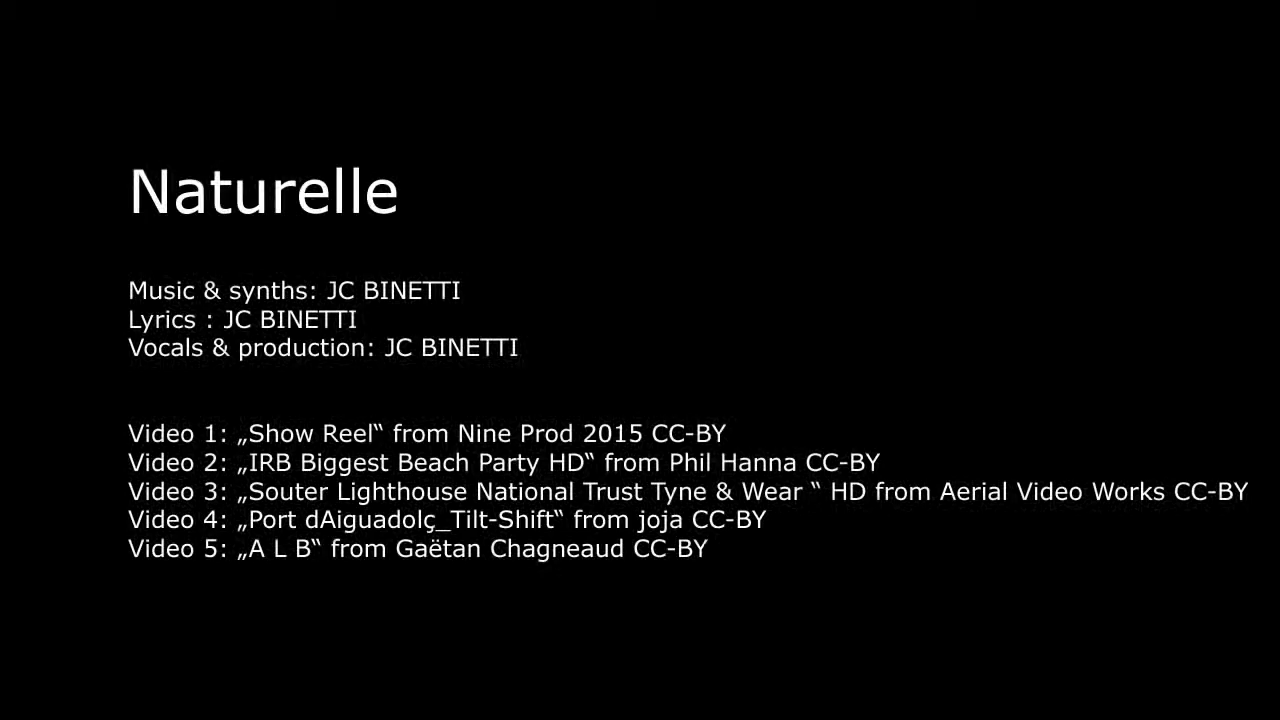 Naturelle
Music & synths: JC BINETTI
Lyrics : JC BINETTI
Vocals & production: JC BINETTI
Video 1: „Show Reel“ from Nine Prod 2015 CC-BY
Video 2: „IRB Biggest Beach Party HD“ from Phil Hanna CC-BY
Video 3: „Souter Lighthouse National Trust Tyne & Wear “ HD from Aerial Video Works CC-BY
Video 4: „Port dAiguadolç_Tilt-Shift“ from joja CC-BY
Video 5: „A L B“ from Gaëtan Chagneaud CC-BY